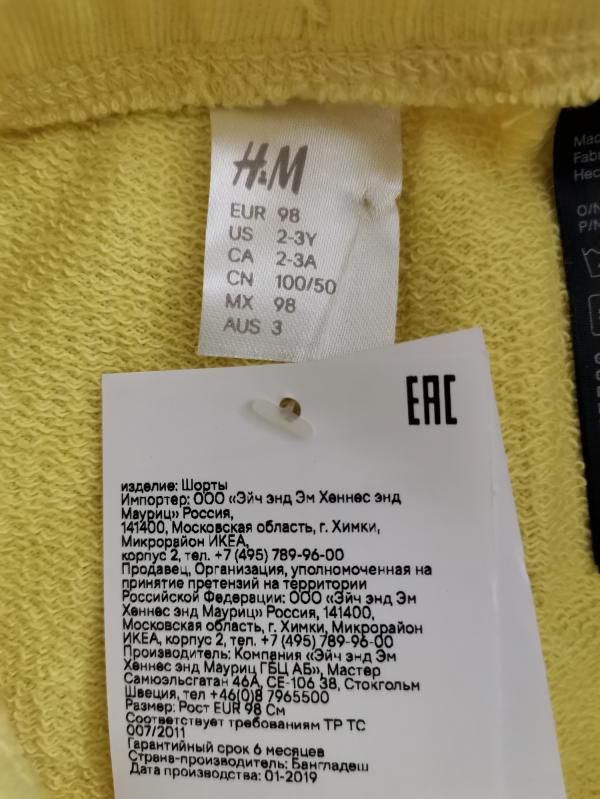 H&M
EUR 98
US 2-3Y
CA 2-3A
CN 100/50
MX 98
AUS 3
Mad
Fabr
Hec
O/N
P/N
EAC
изделие: Шорты
Импортер: ООО «Эйч энд Эм Хеннес энд
Мауриц» Россия,
141400, Московская область, г. Химки,
Микрорайон ИКЕА,
корпус 2, тел. +7 (495) 789-96-00
Продавец, Организация, уполномоченная на
принятие претензий на территории
Российской Федерации: ООО «Эйч энд Эм
Хеннес энд Мауриц» Россия, 141400,
Московская область, г. Химки, Микрорайон
ИКЕА, корпус 2, тел. +7 (495) 789-96-00
Производитель: Компания «Эйч энд Эм
Хеннес энд Мауриц ГБЦ АБ», Мастер
Самюэльсгатан 46А, СЕ-106 38, Стокгольм
Швеция, тел +46(0)8 7965500
Размер: Рост EUR 98 См
Соответствует требованиям ТР ТС
007/2011
Гарантийный срок 6 месяцев
Страна-производитель: Бангладеш
Дата производства: 01-2019